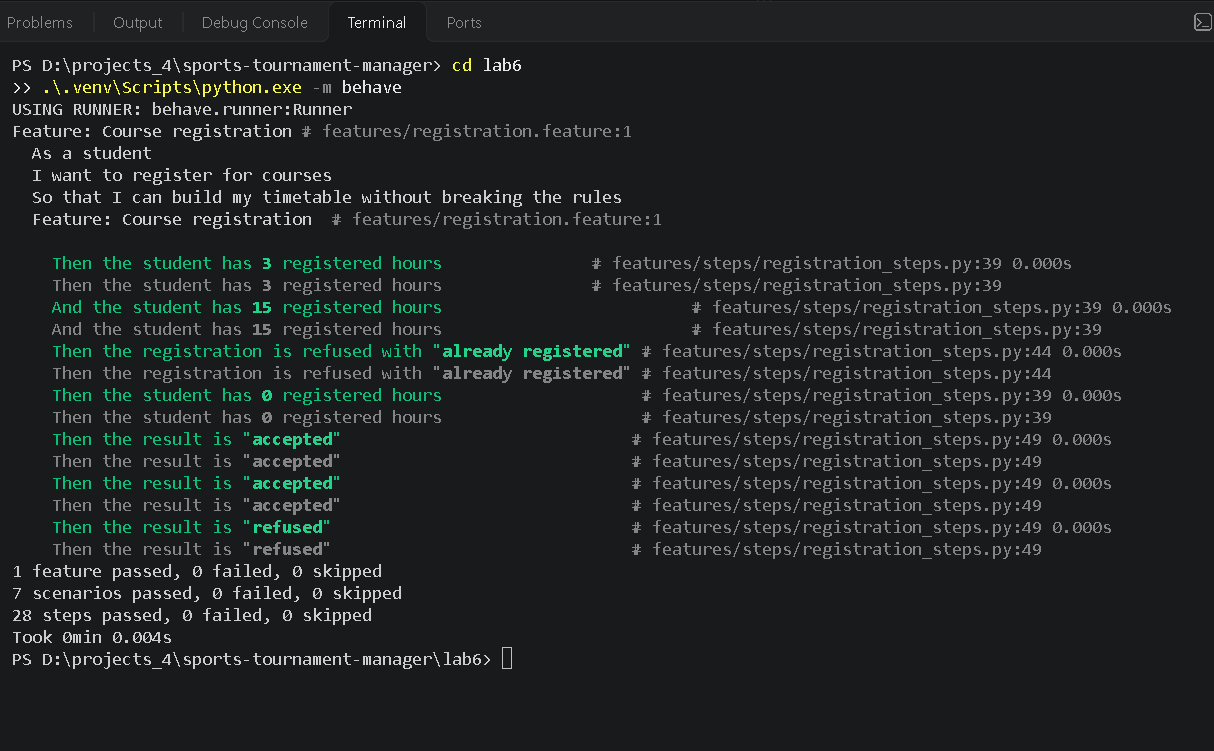 Problems Output Debug Console Terminal Ports
PS D:\projects_4\sports-tournament-manager> cd lab6
>> .\.venv\Scripts\python.exe -m behave
USING RUNNER: behave.runner:Runner
Feature: Course registration # features/registration.feature:1
  As a student
  I want to register for courses
  So that I can build my timetable without breaking the rules
  Feature: Course registration  # features/registration.feature:1

    Then the student has 3 registered hours               # features/steps/registration_steps.py:39 0.000s
    Then the student has 3 registered hours               # features/steps/registration_steps.py:39
    And the student has 15 registered hours                         # features/steps/registration_steps.py:39 0.000s
    And the student has 15 registered hours                         # features/steps/registration_steps.py:39
    Then the registration is refused with "already registered" # features/steps/registration_steps.py:44 0.000s
    Then the registration is refused with "already registered" # features/steps/registration_steps.py:44
    Then the student has 0 registered hours                    # features/steps/registration_steps.py:39 0.000s
    Then the student has 0 registered hours                    # features/steps/registration_steps.py:39
    Then the result is "accepted"                             # features/steps/registration_steps.py:49 0.000s
    Then the result is "accepted"                             # features/steps/registration_steps.py:49
    Then the result is "accepted"                             # features/steps/registration_steps.py:49 0.000s
    Then the result is "accepted"                             # features/steps/registration_steps.py:49
    Then the result is "refused"                              # features/steps/registration_steps.py:49 0.000s
    Then the result is "refused"                              # features/steps/registration_steps.py:49
1 feature passed, 0 failed, 0 skipped
7 scenarios passed, 0 failed, 0 skipped
28 steps passed, 0 failed, 0 skipped
Took 0min 0.004s
PS D:\projects_4\sports-tournament-manager\lab6>